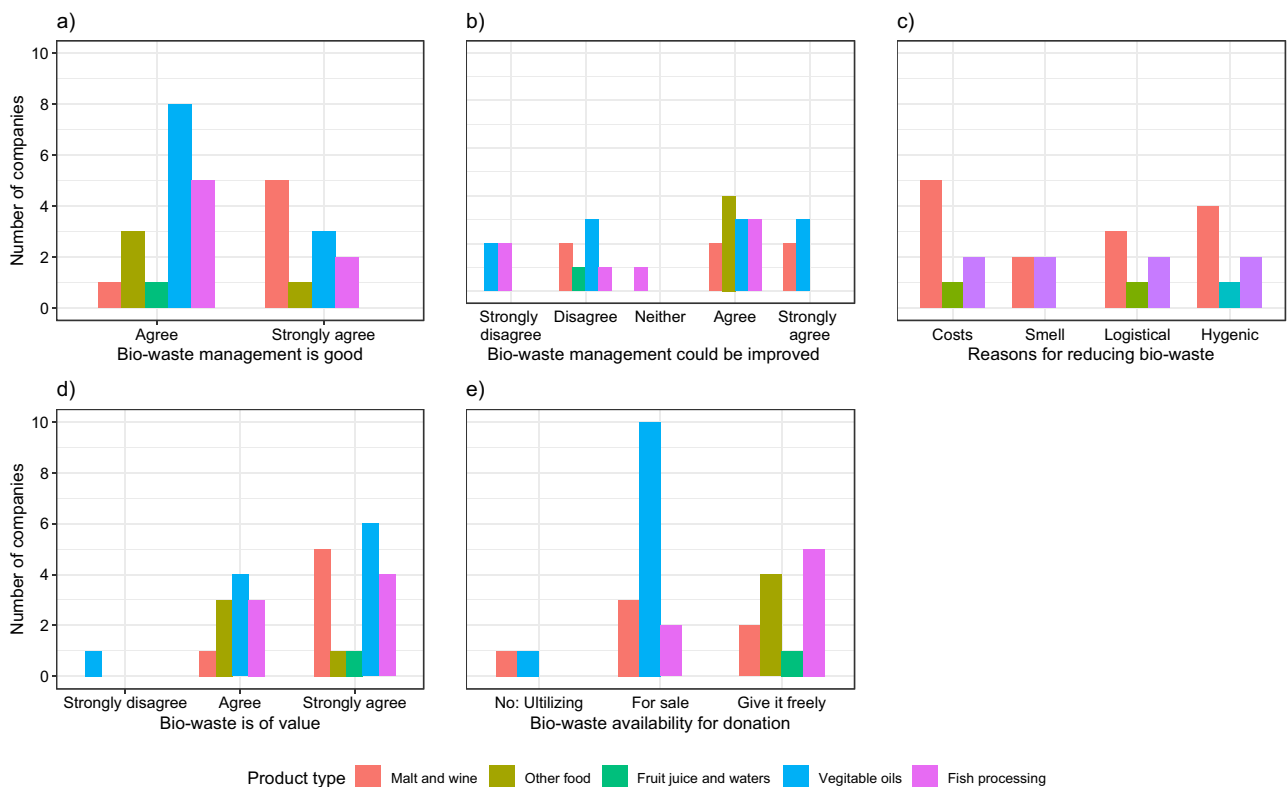 a)
b)
c)
Number of companies
10
8
6
4
2
0
Agree
Strongly agree
Bio-waste management is good
Strongly disagree
Disagree
Neither
Agree
Strongly agree
Bio-waste management could be improved
Costs
Smell
Logistical
Hygenic
Reasons for reducing bio-waste
d)
e)
Number of companies
10
8
6
4
2
0
Strongly disagree
Agree
Strongly agree
Bio-waste is of value
No: Ultilizing
For sale
Give it freely
Bio-waste availability for donation
Product type
Malt and wine
Other food
Fruit juice and waters
Vegitable oils
Fish processing